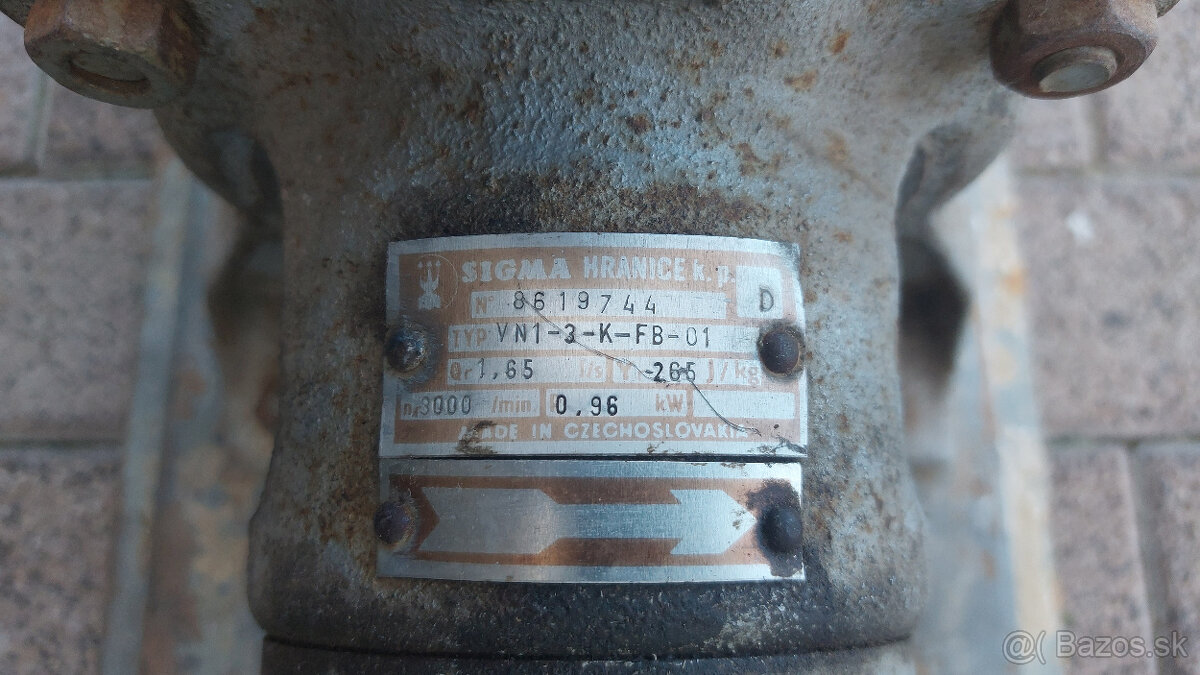 SIGMA HRANICE k. p.
Nº 8619744 D
TYP VN1-3-K-FB-01
Qr 1,65 l/s Y 265 J/kg
n, 3000 /min 0,96 kW
MADE IN CZECHOSLOVAKIA
@( Bazos.sk